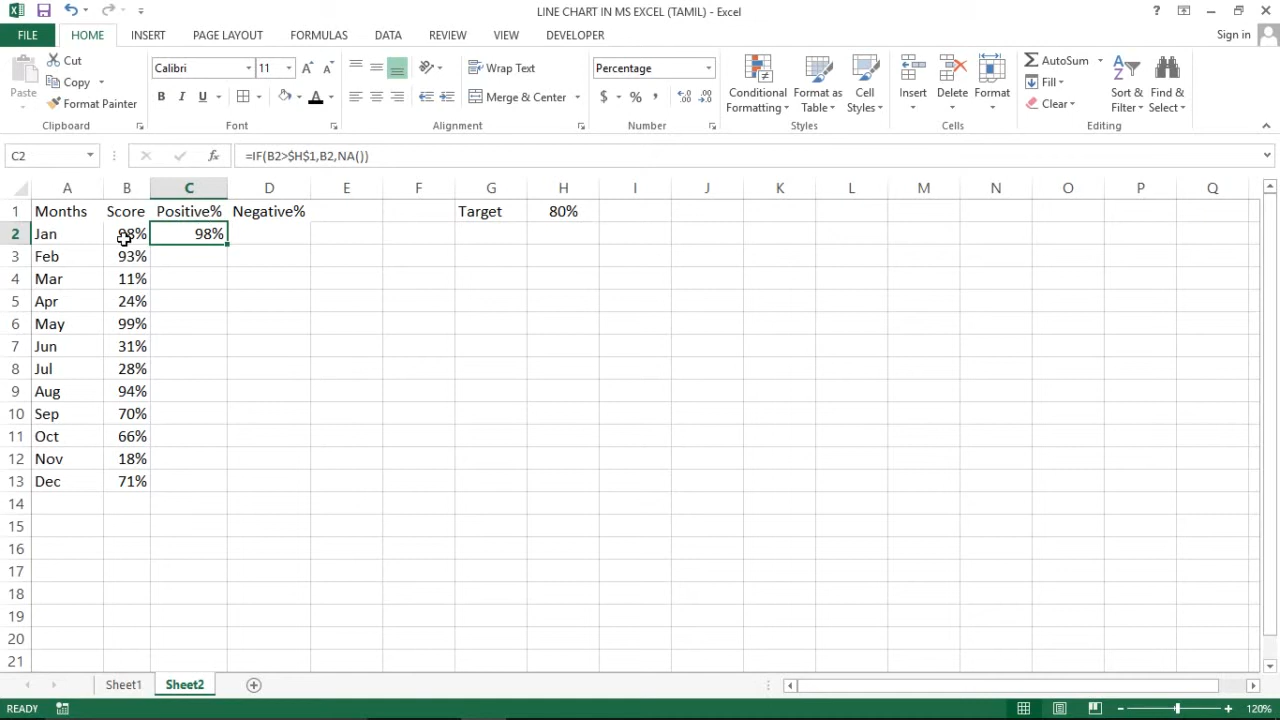 LINE CHART IN MS EXCEL (TAMIL) - Excel
FILE HOME INSERT PAGE LAYOUT FORMULAS DATA REVIEW VIEW DEVELOPER Sign in
Paste Cut Copy Format Painter Clipboard
Calibri 11 B I U Font
Wrap Text Merge & Center Alignment
Percentage $ % , Number
Conditional Formatting Format as Table Cell Styles Styles
Insert Delete Format Cells
AutoSum Fill Clear Sort & Filter Find & Select Editing
C2 fx =IF(B2>$H$1,B2,NA())
A B C D E F G H I J K L M N O P Q
1 Months Score Positive% Negative% Target 80%
2 Jan 98% 98%
3 Feb 93%
4 Mar 11%
5 Apr 24%
6 May 99%
7 Jun 31%
8 Jul 28%
9 Aug 94%
10 Sep 70%
11 Oct 66%
12 Nov 18%
13 Dec 71%
14
15
16
17
18
19
20
21
Sheet1 Sheet2
READY 120%